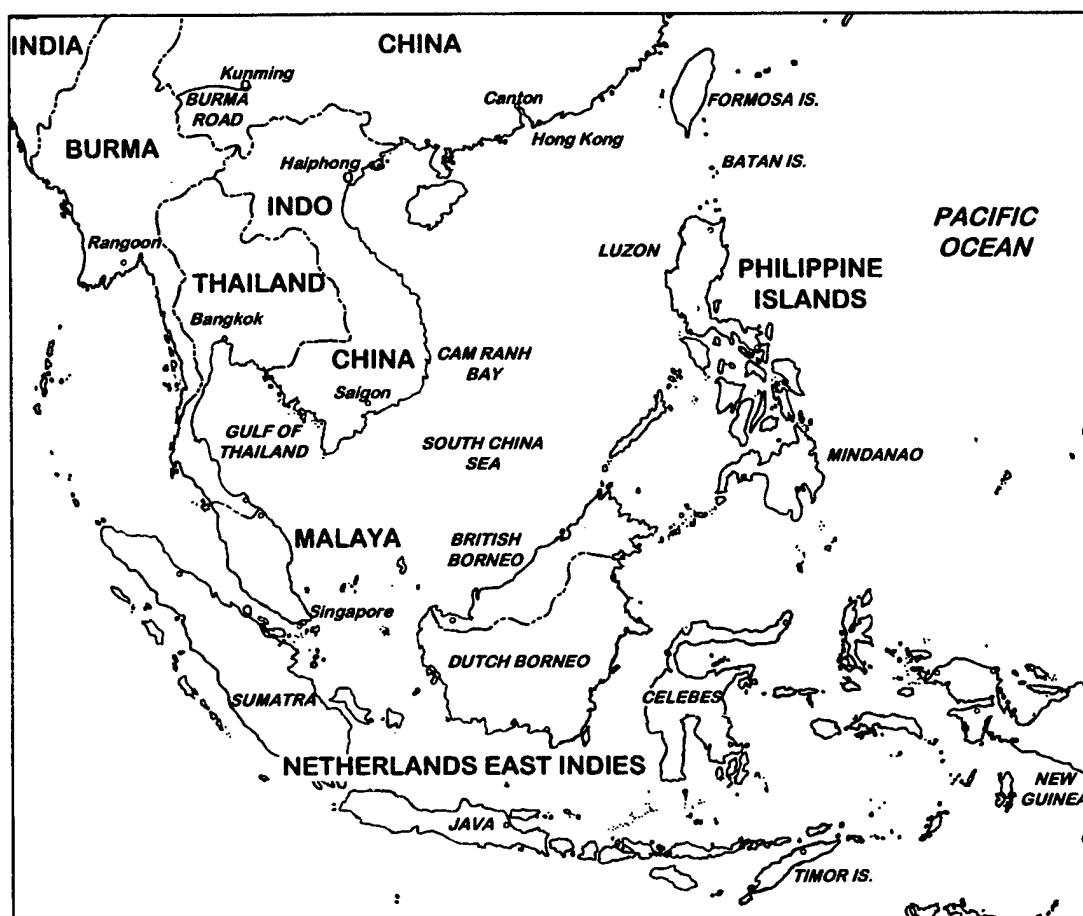 INDIA
CHINA
Kunming
BURMA
ROAD
Canton
Hong Kong
FORMOSA IS.
BURMA
Haiphong
BATAN IS.
INDO
PACIFIC
OCEAN
Rangoon
LUZON
THAILAND
PHILIPPINE
ISLANDS
Bangkok
CHINA
CAM RANH
BAY
Saigon
GULF OF
THAILAND
SOUTH CHINA
SEA
MINDANAO
MALAYA
BRITISH
BORNEO
Singapore
DUTCH BORNEO
SUMATRA
CELEBES
NETHERLANDS EAST INDIES
NEW
GUINEA
JAVA
TIMOR IS.